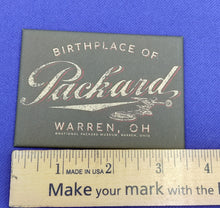 BIRTHPLACE OF
Packard
WARREN, OH
©NATIONAL PACKARD MUSEUM, WARREN, OHIO
1 MADE IN U.S.A. 2 3 4
Make your mark with the